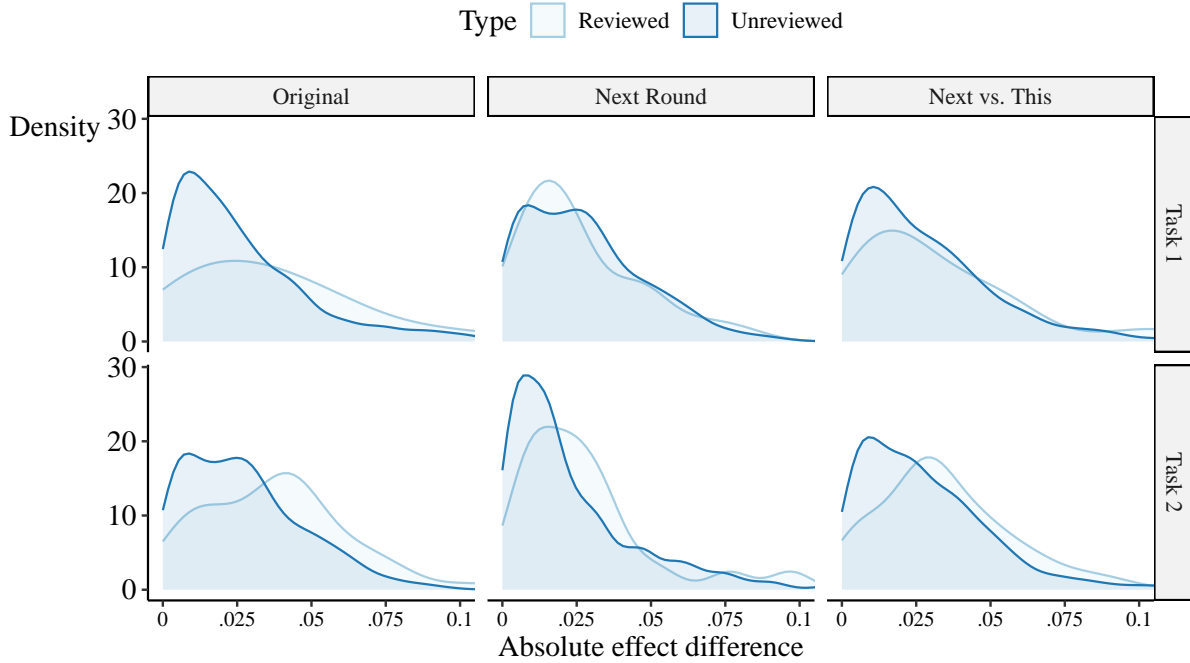 Type Reviewed Unreviewed
Original Next Round Next vs. This
Density
30
20
10
0
Task 1
30
20
10
0
Task 2
0 .025 .05 .075 0.1 0 .025 .05 .075 0.1 0 .025 .05 .075 0.1
Absolute effect difference